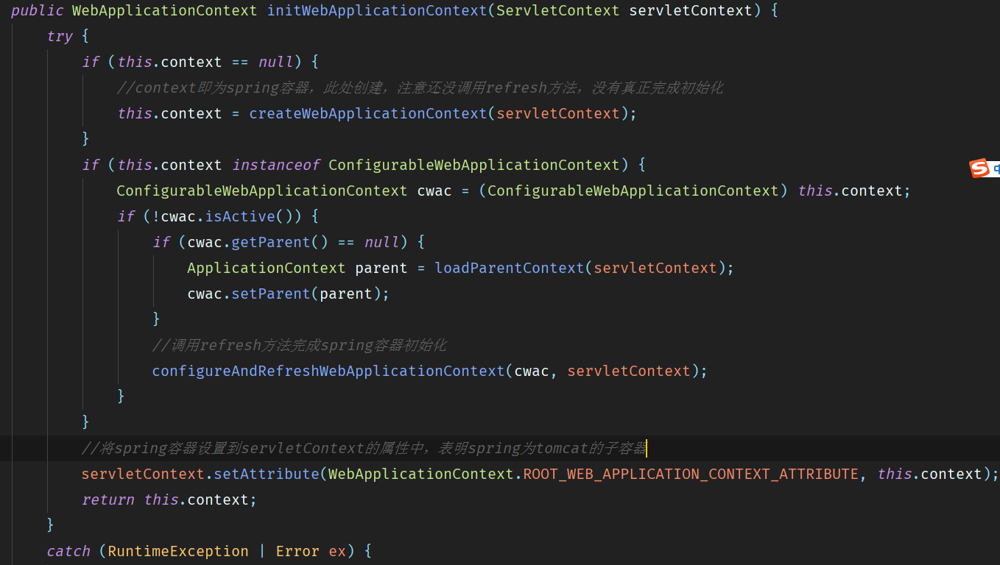 public WebApplicationContext initWebApplicationContext(ServletContext servletContext) {
try {
if (this.context == null) {
//context即为spring容器，此处创建，注意还没调用refresh方法，没有真正完成初始化
this.context = createWebApplicationContext(servletContext);
}
if (this.context instanceof ConfigurableWebApplicationContext) {
ConfigurableWebApplicationContext cwac = (ConfigurableWebApplicationContext) this.context;
if (!cwac.isActive()) {
if (cwac.getParent() == null) {
ApplicationContext parent = loadParentContext(servletContext);
cwac.setParent(parent);
}
//调用refresh方法完成spring容器初始化
configureAndRefreshWebApplicationContext(cwac, servletContext);
}
}
//将spring容器设置到servletContext的属性中，表明spring为tomcat的子容器
servletContext.setAttribute(WebApplicationContext.ROOT_WEB_APPLICATION_CONTEXT_ATTRIBUTE, this.context);
return this.context;
}
catch (RuntimeException | Error ex) {